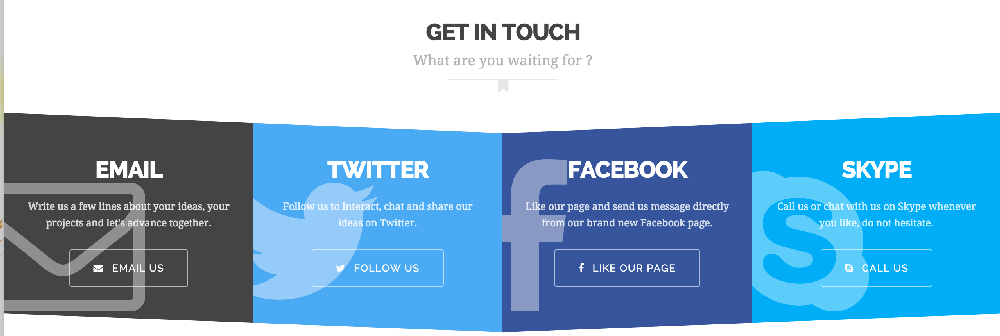 GET IN TOUCH
What are you waiting for ?
EMAIL
Write us a few lines about your ideas, your
projects and let's advance together.
EMAIL US
TWITTER
Follow us to interact, chat and share our
ideas on Twitter.
FOLLOW US
FACEBOOK
Like our page and send us message directly
from our brand new Facebook page.
LIKE OUR PAGE
SKYPE
Call us or chat with us on Skype whenever
you like, do not hesitate.
CALL US